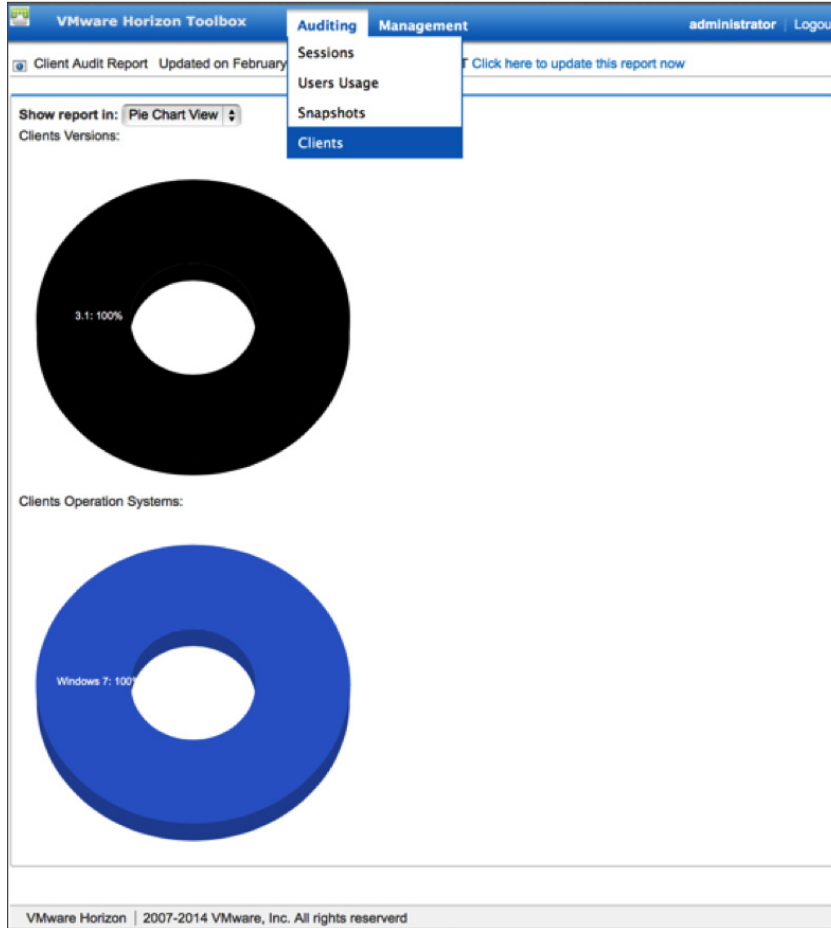 VMware Horizon Toolbox
Auditing Management
administrator | Logou
Sessions
Users Usage
Snapshots
Clients
Client Audit Report Updated on February
T Click here to update this report now
Show report in: Pie Chart View
Clients Versions:
3.1: 100%
Clients Operation Systems:
Windows 7: 100%
VMware Horizon | 2007-2014 VMware, Inc. All rights reserverd